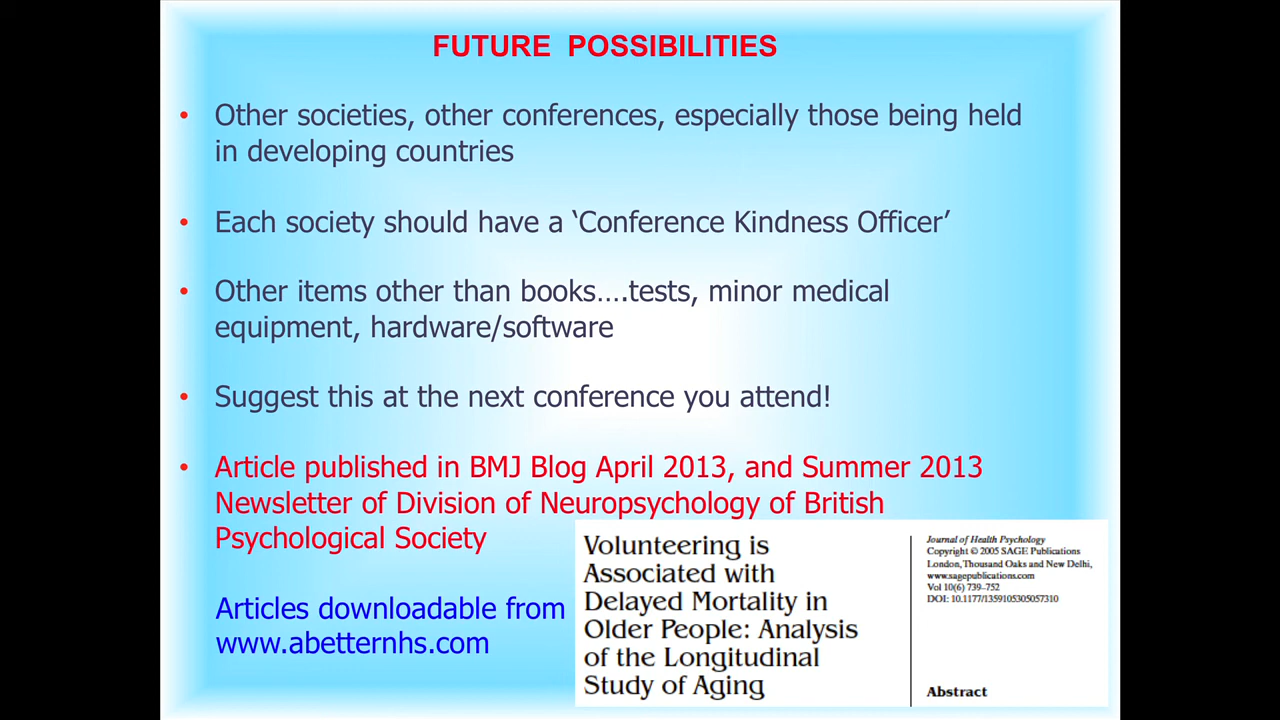 FUTURE POSSIBILITIES
• Other societies, other conferences, especially those being held
in developing countries
• Each society should have a ‘Conference Kindness Officer’
• Other items other than books….tests, minor medical
equipment, hardware/software
• Suggest this at the next conference you attend!
• Article published in BMJ Blog April 2013, and Summer 2013
Newsletter of Division of Neuropsychology of British
Psychological Society
Articles downloadable from
www.abetternhs.com
Volunteering is
Associated with
Delayed Mortality in
Older People: Analysis
of the Longitudinal
Study of Aging
Journal of Health Psychology
Copyright © 2005 SAGE Publications
London, Thousand Oaks and New Delhi,
www.sagepublications.com
Vol 10(6) 739–752
DOI: 10.1177/1359105305057310
Abstract